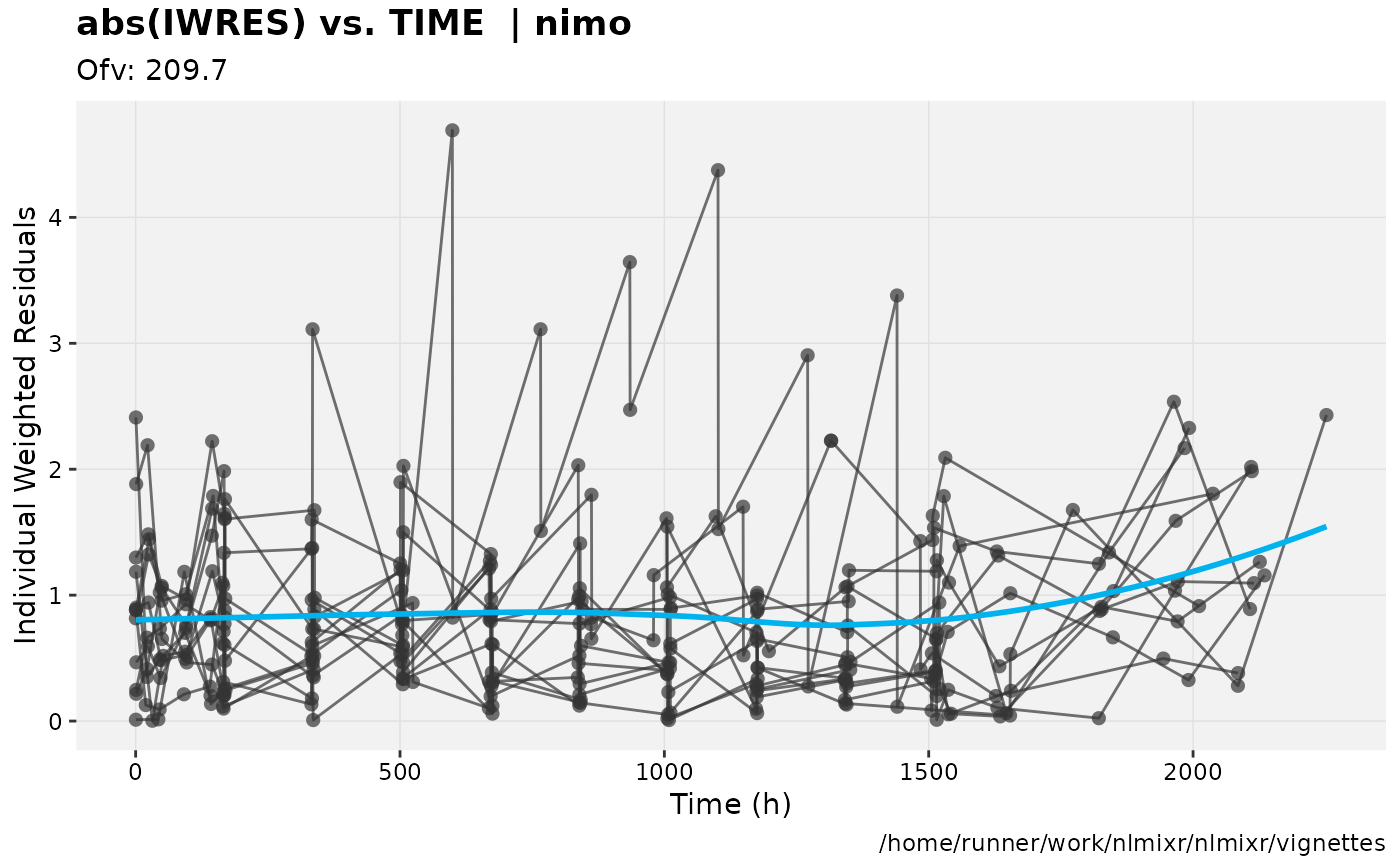 abs(IWRES) vs. TIME  | nimo
Ofv: 209.7
Individual Weighted Residuals
4
3
2
1
0
0 500 1000 1500 2000
Time (h)
/home/runner/work/nlmixr/nlmixr/vignettes